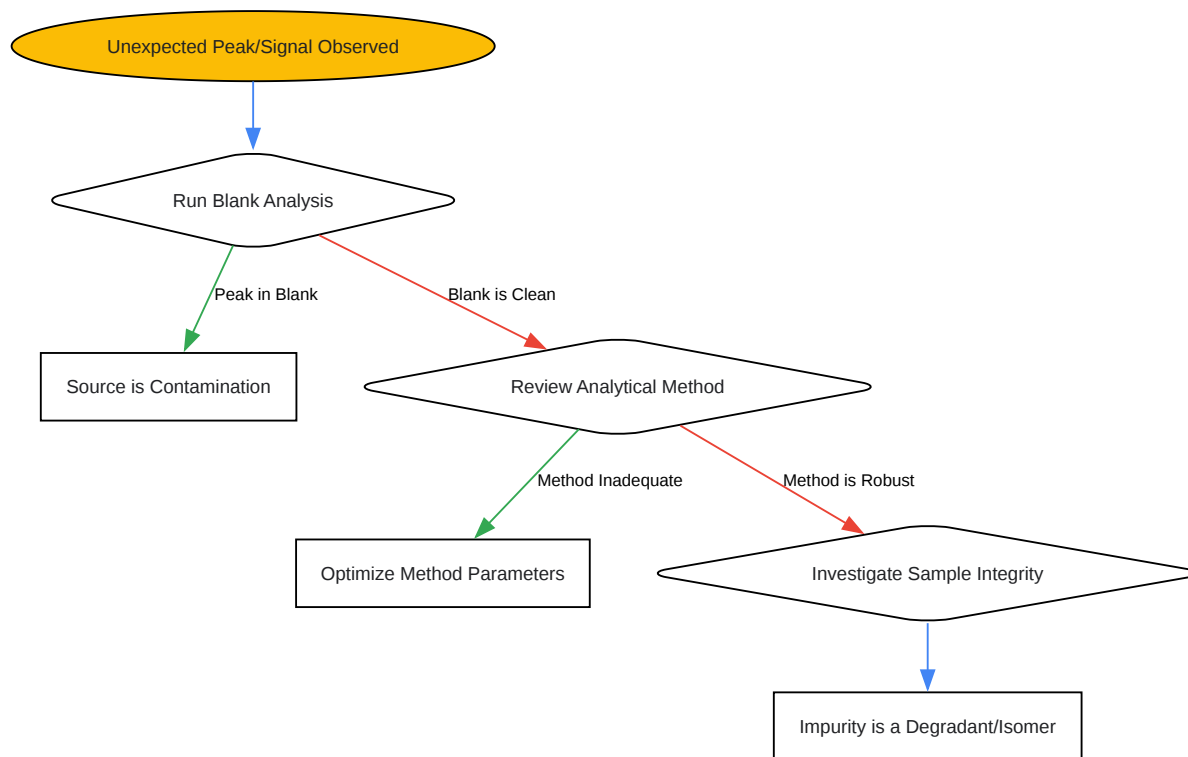 Unexpected Peak/Signal Observed
Run Blank Analysis
Peak in Blank
Blank is Clean
Source is Contamination
Review Analytical Method
Method Inadequate
Method is Robust
Optimize Method Parameters
Investigate Sample Integrity
Impurity is a Degradant/Isomer